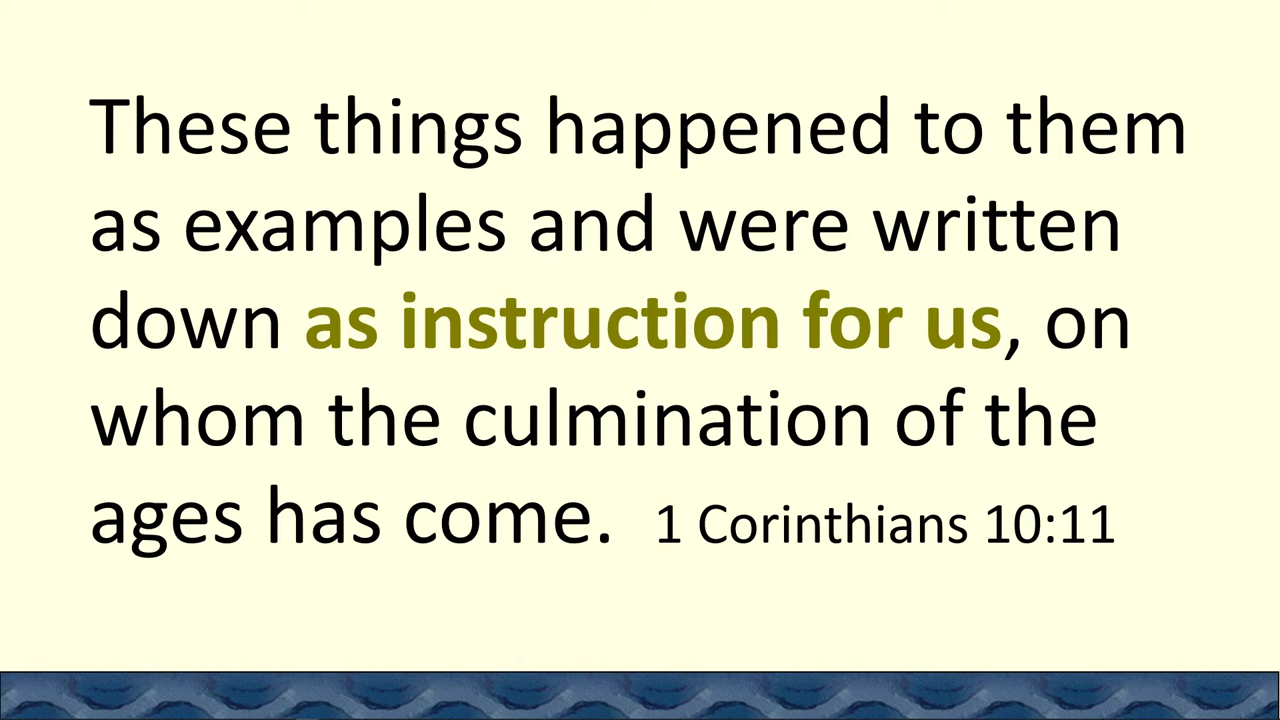 These things happened to them
as examples and were written
down as instruction for us, on
whom the culmination of the
ages has come. 1 Corinthians 10:11